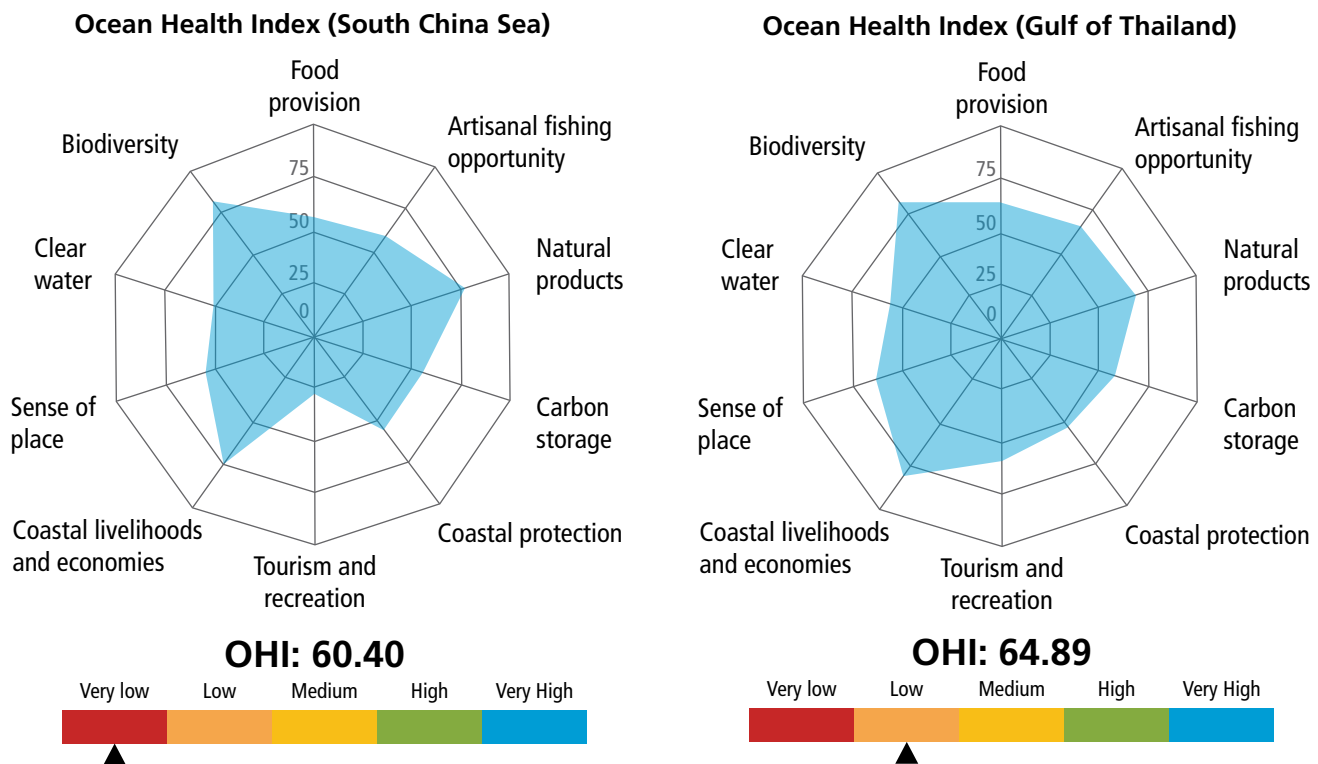 Ocean Health Index (South China Sea)
Food
provision
Artisanal fishing
opportunity
Natural
products
Carbon
storage
Coastal protection
Tourism and
recreation
Coastal livelihoods
and economies
Sense of
place
Clear
water
Biodiversity
75
50
25
0
OHI: 60.40
Very low Low Medium High Very High
Ocean Health Index (Gulf of Thailand)
Food
provision
Artisanal fishing
opportunity
Natural
products
Carbon
storage
Coastal protection
Tourism and
recreation
Coastal livelihoods
and economies
Sense of
place
Clear
water
Biodiversity
75
50
25
0
OHI: 64.89
Very low Low Medium High Very High